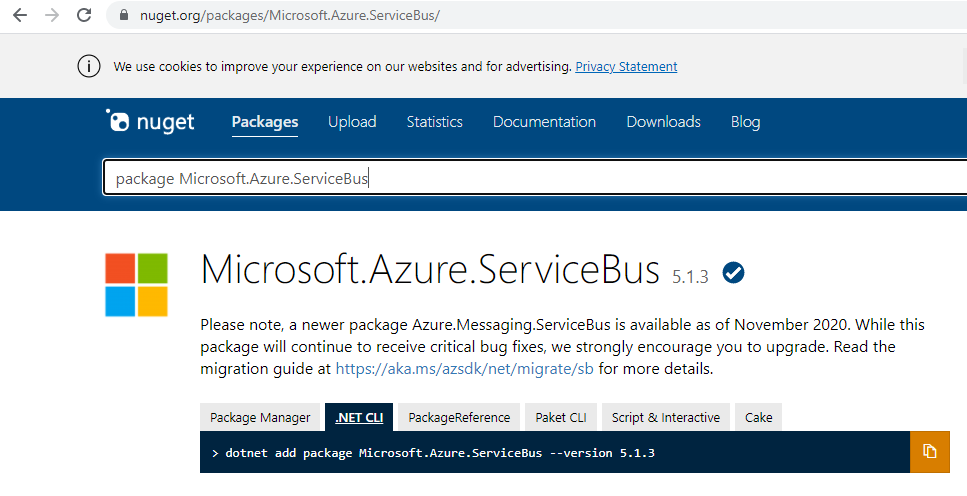 nuget.org/packages/Microsoft.Azure.ServiceBus/
We use cookies to improve your experience on our websites and for advertising. Privacy Statement
nuget Packages Upload Statistics Documentation Downloads Blog
package Microsoft.Azure.ServiceBus
Microsoft.Azure.ServiceBus 5.1.3
Please note, a newer package Azure.Messaging.ServiceBus is available as of November 2020. While this
package will continue to receive critical bug fixes, we strongly encourage you to upgrade. Read the
migration guide at https://aka.ms/azsdk/net/migrate/sb for more details.
Package Manager .NET CLI PackageReference Paket CLI Script & Interactive Cake
> dotnet add package Microsoft.Azure.ServiceBus --version 5.1.3